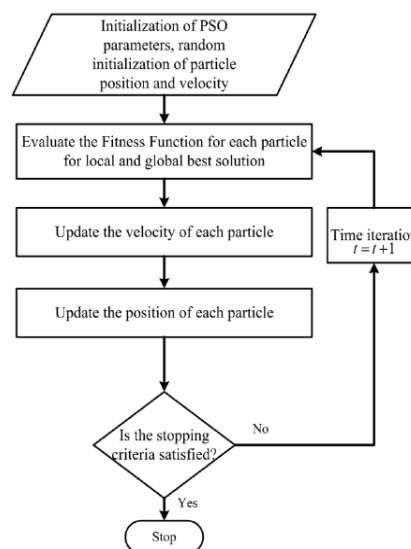 Initialization of PSO
parameters, random
initialization of particle
position and velocity
Evaluate the Fitness Function for each particle
for local and global best solution
Update the velocity of each particle
Time iteration
t = t+1
Update the position of each particle
Is the stopping
criteria satisfied?
No
Yes
Stop